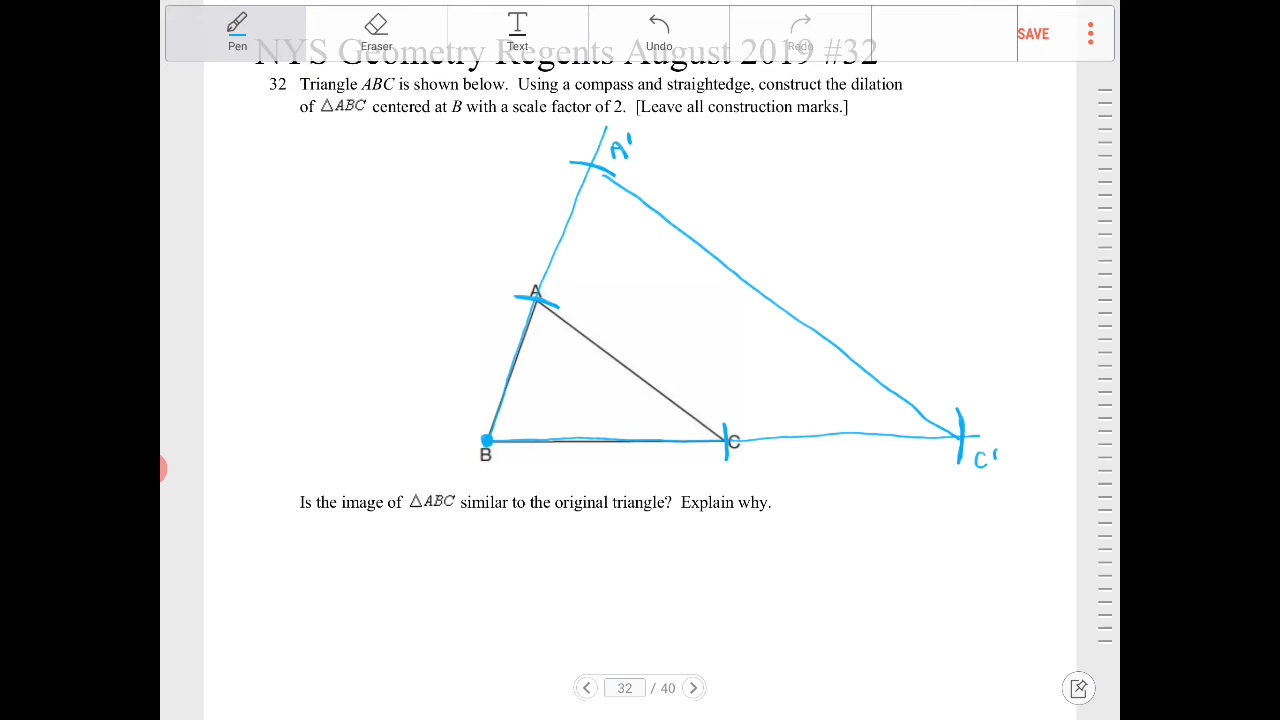 Pen Eraser Text Undo Redo SAVE
NYS Geometry Regents August 2019 #32
32 Triangle ABC is shown below. Using a compass and straightedge, construct the dilation
of △ABC centered at B with a scale factor of 2. [Leave all construction marks.]
A'
A
C
B
C'
Is the image of △ABC similar to the original triangle? Explain why.
32 / 40